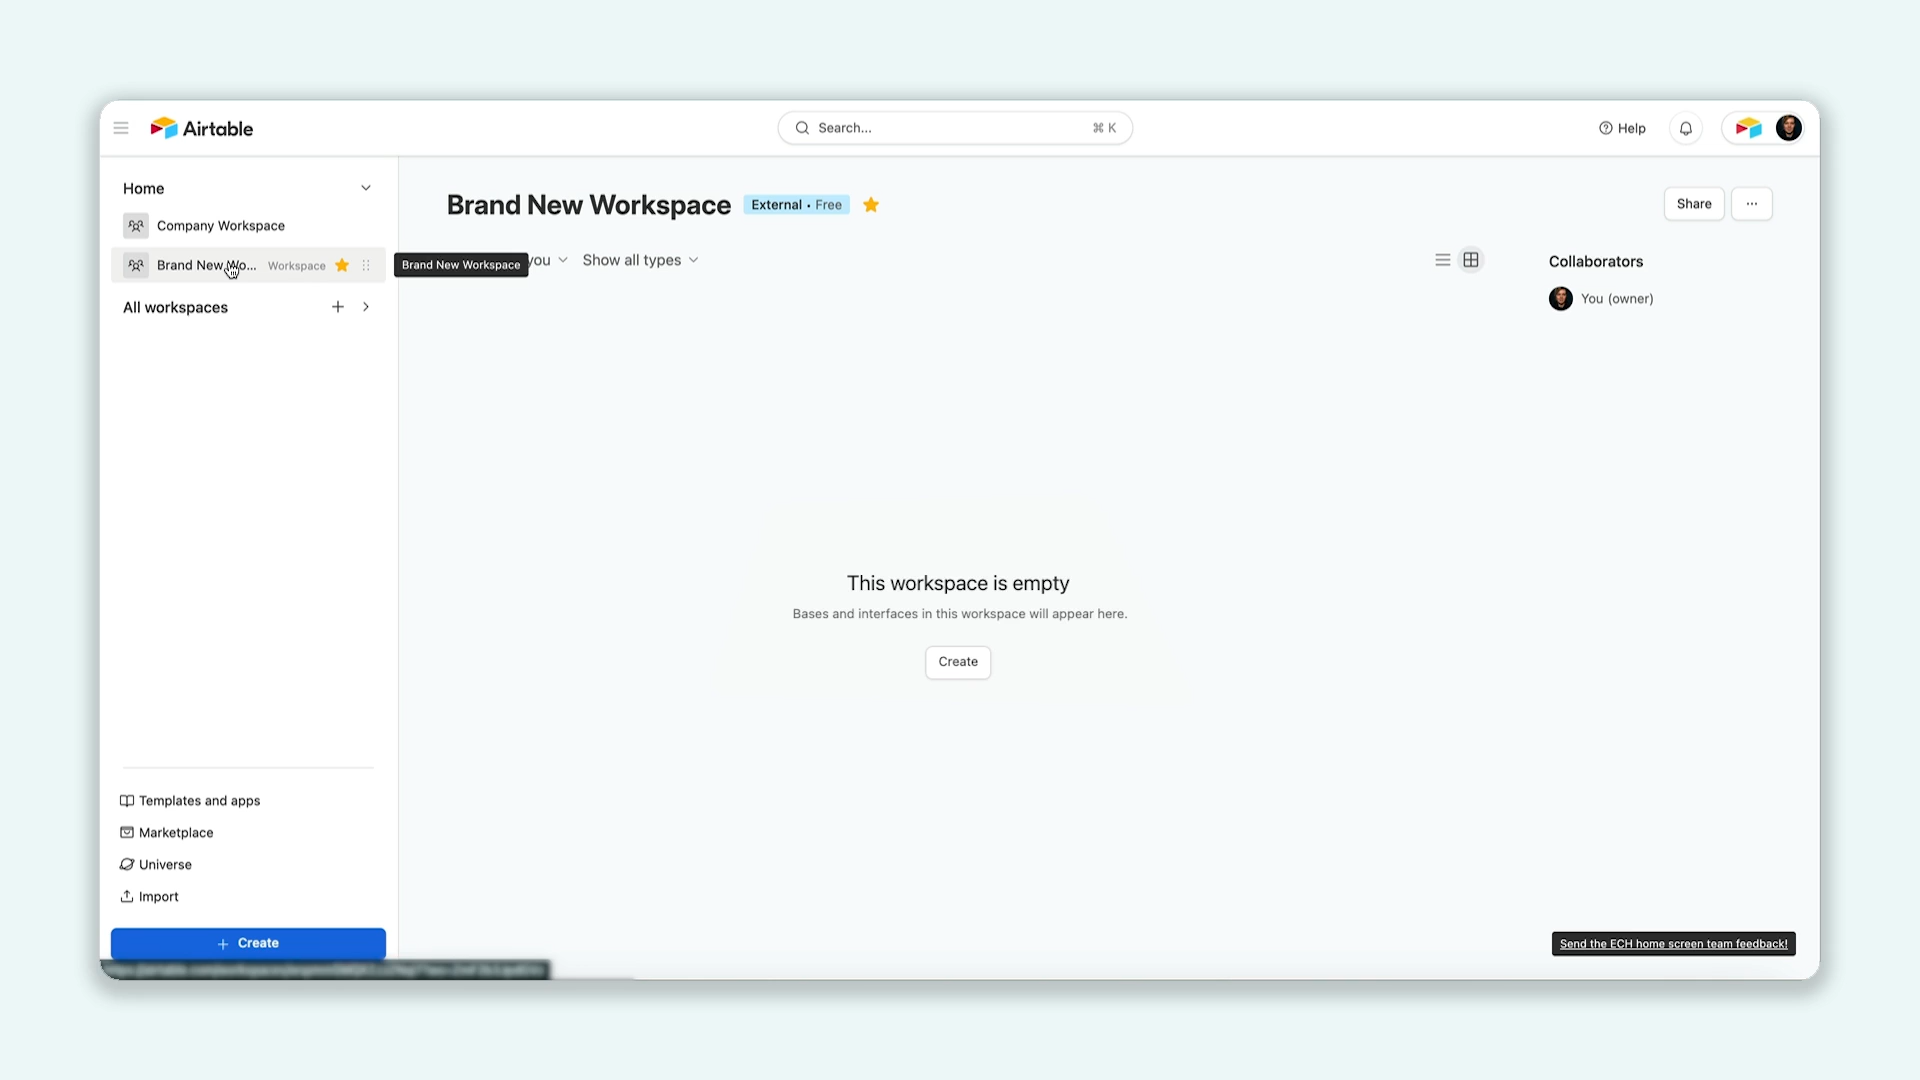 Airtable
Search...
⌘ K
Help
Home
Company Workspace
Brand New Wo... Workspace
All workspaces
Templates and apps
Marketplace
Universe
Import
+ Create
Brand New Workspace
External • Free
Share
...
Brand New Workspace
you
Show all types
Collaborators
You (owner)
This workspace is empty
Bases and interfaces in this workspace will appear here.
Create
Send the ECH home screen team feedback!